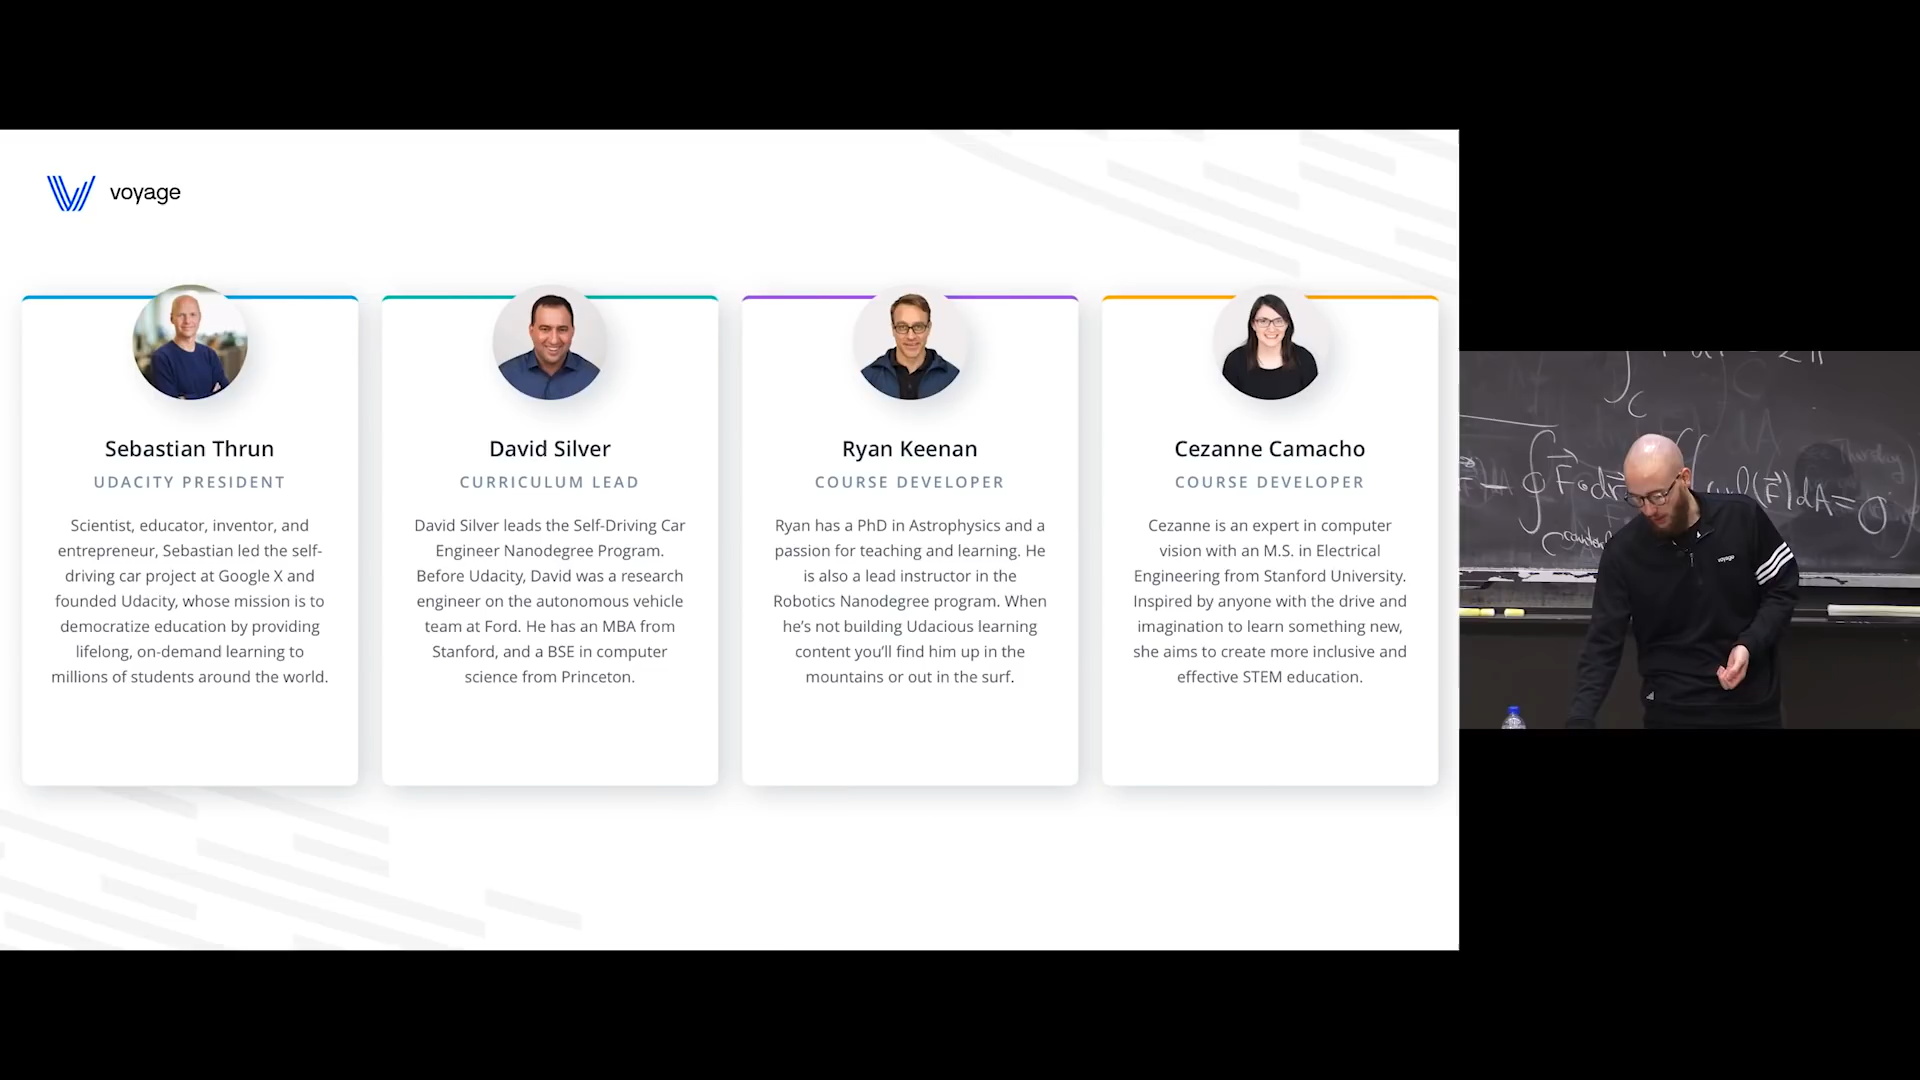 voyage
Sebastian Thrun
UDACITY PRESIDENT
Scientist, educator, inventor, and
entrepreneur, Sebastian led the self-
driving car project at Google X and
founded Udacity, whose mission is to
democratize education by providing
lifelong, on-demand learning to
millions of students around the world.
David Silver
CURRICULUM LEAD
David Silver leads the Self-Driving Car
Engineer Nanodegree Program.
Before Udacity, David was a research
engineer on the autonomous vehicle
team at Ford. He has an MBA from
Stanford, and a BSE in computer
science from Princeton.
Ryan Keenan
COURSE DEVELOPER
Ryan has a PhD in Astrophysics and a
passion for teaching and learning. He
is also a lead instructor in the
Robotics Nanodegree program. When
he’s not building Udacious learning
content you’ll find him up in the
mountains or out in the surf.
Cezanne Camacho
COURSE DEVELOPER
Cezanne is an expert in computer
vision with an M.S. in Electrical
Engineering from Stanford University.
Inspired by anyone with the drive and
imagination to learn something new,
she aims to create more inclusive and
effective STEM education.
C
voyage